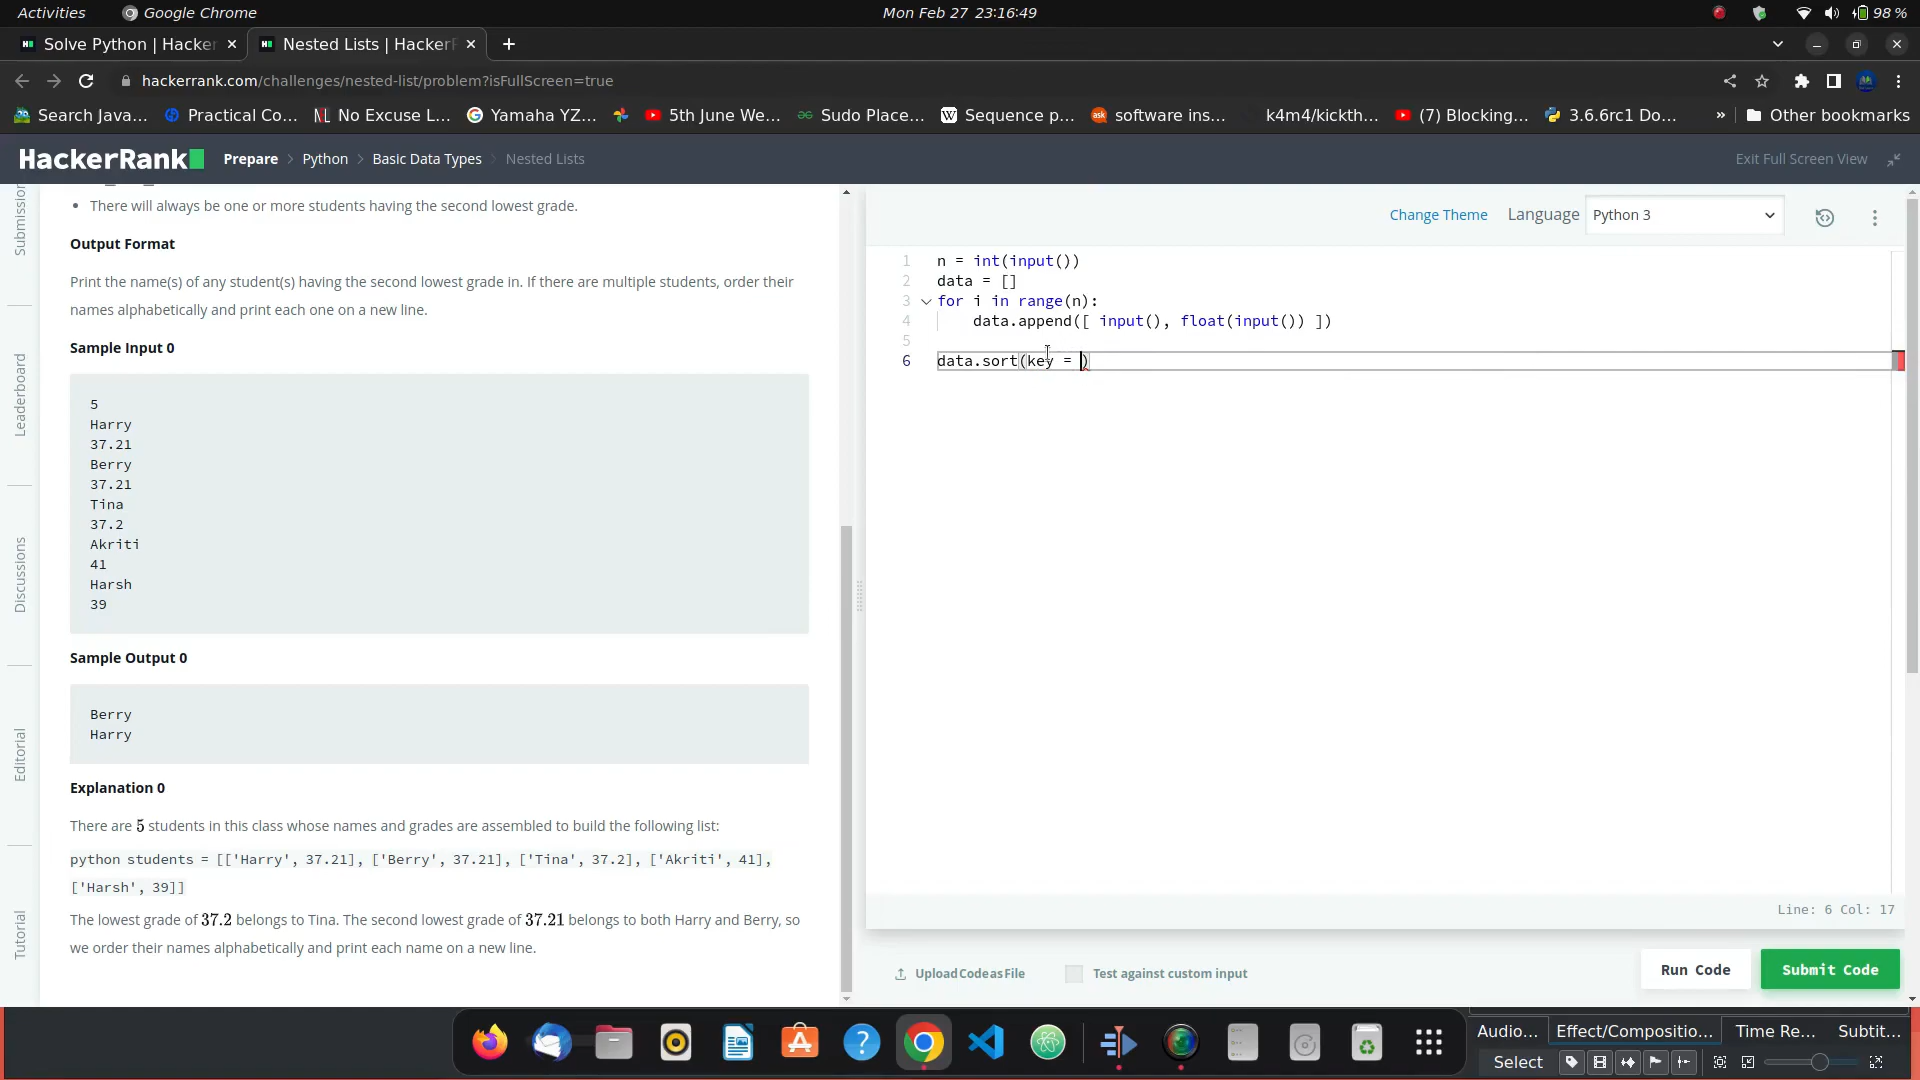 Activities
Google Chrome
Mon Feb 27 23:16:49
98 %
Solve Python | Hacker
Nested Lists | HackerR
hackerrank.com/challenges/nested-list/problem?isFullScreen=true
Search Java...
Practical Co...
No Excuse L...
Yamaha YZ...
5th June We...
Sudo Place...
Sequence p...
software ins...
k4m4/kickth...
(7) Blocking...
3.6.6rc1 Do...
»
Other bookmarks
HackerRank
Prepare > Python > Basic Data Types > Nested Lists
Exit Full Screen View
Submission
Leaderboard
Discussions
Editorial
Tutorial
• There will always be one or more students having the second lowest grade.
Output Format
Print the name(s) of any student(s) having the second lowest grade in. If there are multiple students, order their
names alphabetically and print each one on a new line.
Sample Input 0
5
Harry
37.21
Berry
37.21
Tina
37.2
Akriti
41
Harsh
39
Sample Output 0
Berry
Harry
Explanation 0
There are 5 students in this class whose names and grades are assembled to build the following list:
python students = [['Harry', 37.21], ['Berry', 37.21], ['Tina', 37.2], ['Akriti', 41],
['Harsh', 39]]
The lowest grade of 37.2 belongs to Tina. The second lowest grade of 37.21 belongs to both Harry and Berry, so
we order their names alphabetically and print each name on a new line.
Change Theme
Language
Python 3
1 n = int(input())
2 data = []
3 for i in range(n):
4 data.append([ input(), float(input()) ])
5
6 data.sort(key = )
Line: 6 Col: 17
Upload Code as File
Test against custom input
Run Code
Submit Code
Audio...
Effect/Compositio...
Time Re...
Subtit...
Select